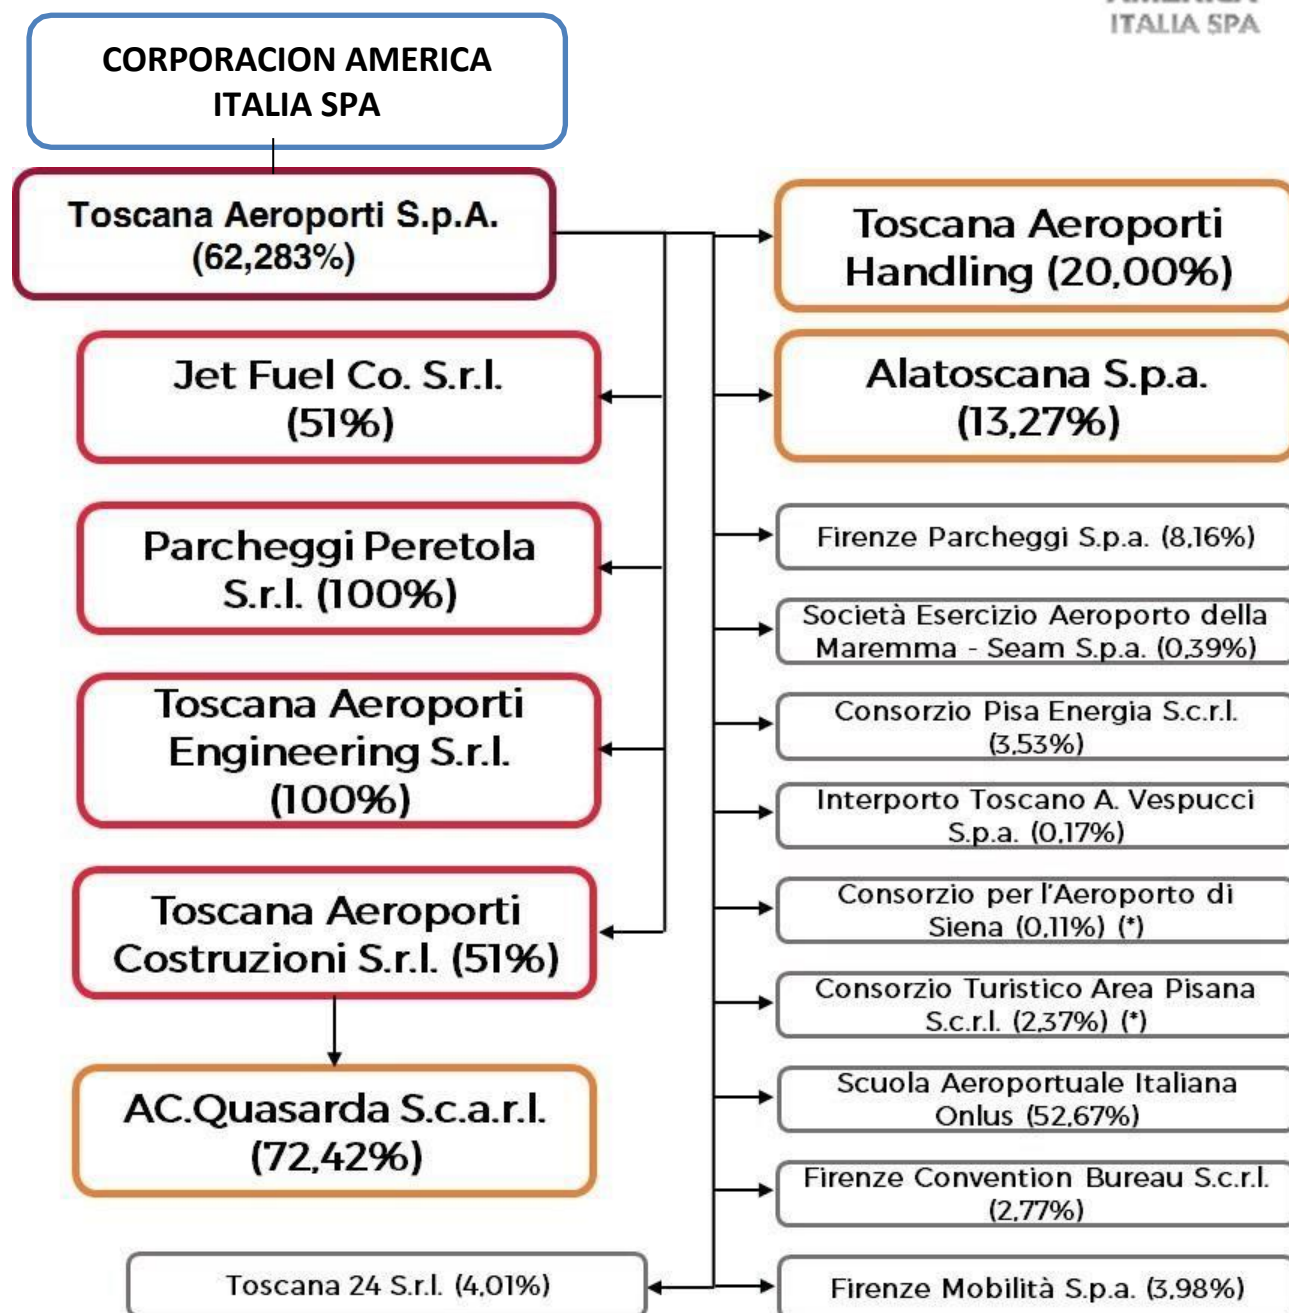 ITALIA SPA
CORPORACION AMERICA
ITALIA SPA
Toscana Aeroporti S.p.A.
(62,283%)
Jet Fuel Co. S.r.l.
(51%)
Parcheggi Peretola
S.r.l. (100%)
Toscana Aeroporti
Engineering S.r.l.
(100%)
Toscana Aeroporti
Costruzioni S.r.l. (51%)
AC.Quasarda S.c.a.r.l.
(72,42%)
Toscana 24 S.r.l. (4,01%)
Toscana Aeroporti
Handling (20,00%)
Alatoscana S.p.a.
(13,27%)
Firenze Parcheggi S.p.a. (8,16%)
Società Esercizio Aeroporto della
Maremma - Seam S.p.a. (0,39%)
Consorzio Pisa Energia S.c.r.l.
(3,53%)
Interporto Toscano A. Vespucci
S.p.a. (0,17%)
Consorzio per l'Aeroporto di
Siena (0,11%) (*)
Consorzio Turistico Area Pisana
S.c.r.l. (2,37%) (*)
Scuola Aeroportuale Italiana
Onlus (52,67%)
Firenze Convention Bureau S.c.r.l.
(2,77%)
Firenze Mobilità S.p.a. (3,98%)